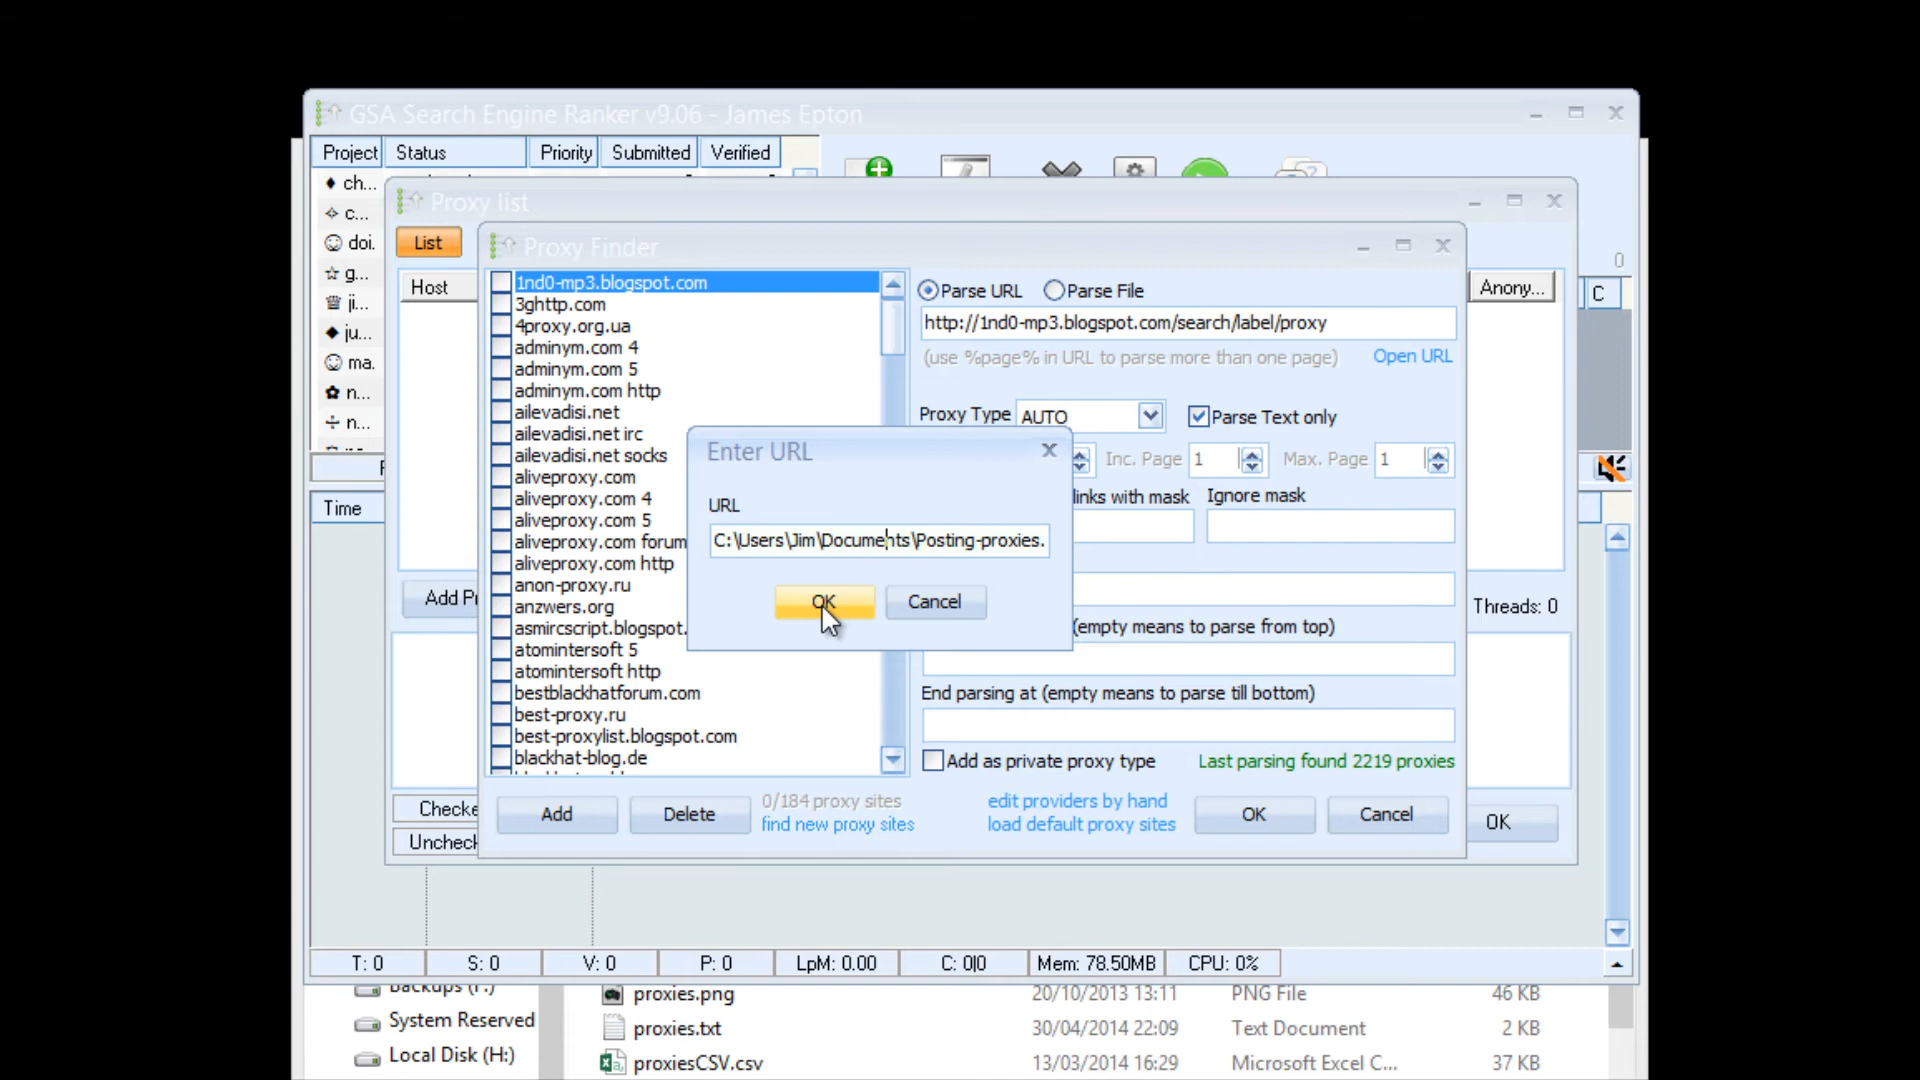 GSA Search Engine Ranker v9.06 - James Epton
Project Status Priority Submitted Verified
ch...
c...
doi.
g...
ji...
ju...
ma.
n...
n...
0
C
Time
Proxy list
List
Host
Anony...
Threads: 0
OK
Proxy Finder
1nd0-mp3.blogspot.com
3ghttp.com
4proxy.org.ua
adminym.com 4
adminym.com 5
adminym.com http
ailevadisi.net
ailevadisi.net irc
ailevadisi.net socks
aliveproxy.com
aliveproxy.com 4
aliveproxy.com 5
aliveproxy.com forum
aliveproxy.com http
anon-proxy.ru
anzwers.org
asmircscript.blogspot.
atomintersoft 5
atomintersoft http
bestblackhatforum.com
best-proxy.ru
best-proxylist.blogspot.com
blackhat-blog.de
Parse URL Parse File
http://1nd0-mp3.blogspot.com/search/label/proxy
(use %page% in URL to parse more than one page) Open URL
Proxy Type AUTO Parse Text only
Inc. Page 1 Max. Page 1
links with mask Ignore mask
(empty means to parse from top)
End parsing at (empty means to parse till bottom)
Add as private proxy type Last parsing found 2219 proxies
Add Delete
0/184 proxy sites
find new proxy sites
edit providers by hand
load default proxy sites
OK Cancel
Enter URL
URL
C:\Users\Jim\Documents\Posting-proxies.
OK Cancel
T: 0 S: 0 V: 0 P: 0 LpM: 0.00 C: 0|0 Mem: 78.50MB CPU: 0%
proxies.png 20/10/2013 13:11 PNG File 46 KB
System Reserved
proxies.txt 30/04/2014 22:09 Text Document 2 KB
Local Disk (H:)
proxiesCSV.csv 13/03/2014 16:29 Microsoft Excel C... 37 KB